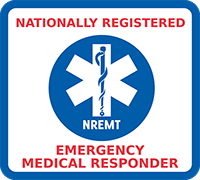 NATIONALLY REGISTERED
NREMT
EMERGENCY
MEDICAL RESPONDER